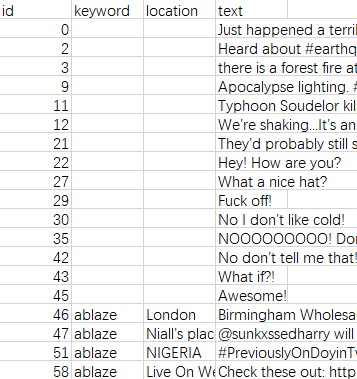 id keyword location text
0 Just happened a terri
2 Heard about #earthq
3 there is a forest fire at
9 Apocalypse lighting. #
11 Typhoon Soudelor kil
12 We're shaking...It's an
21 They'd probably still s
22 Hey! How are you?
27 What a nice hat?
29 Fuck off!
30 No I don't like cold!
35 NOOOOOOOOO! Don
42 No don't tell me that!
43 What if?!
45 Awesome!
46 ablaze London Birmingham Wholesa
47 ablaze Niall's plac @sunkxssedharry will
51 ablaze NIGERIA #PreviouslyOnDoyinTv
58 ablaze Live On We Check these out: http